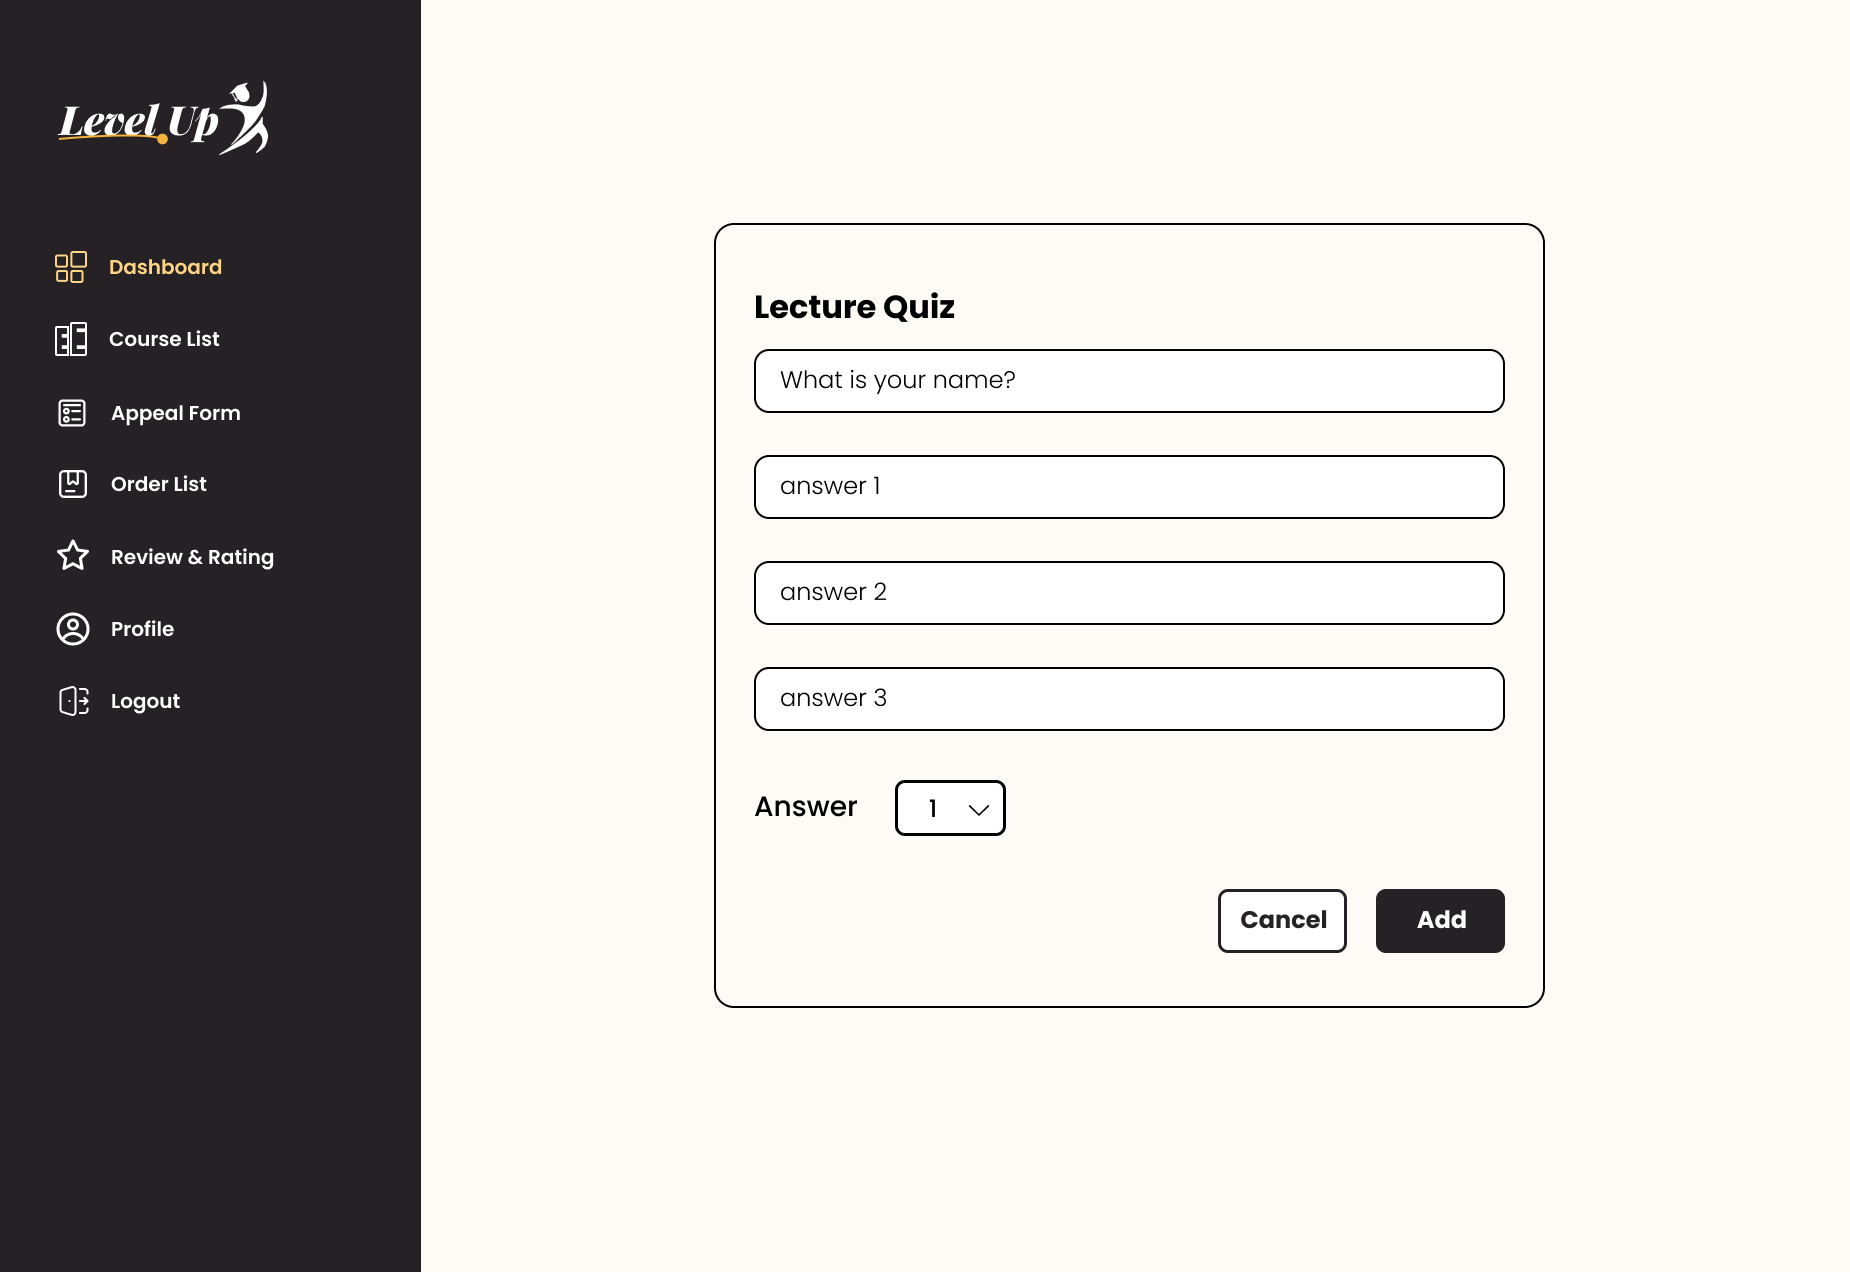 Level Up
Dashboard
Course List
Appeal Form
Order List
Review & Rating
Profile
Logout
Lecture Quiz
What is your name?
answer 1
answer 2
answer 3
Answer 1
Cancel Add